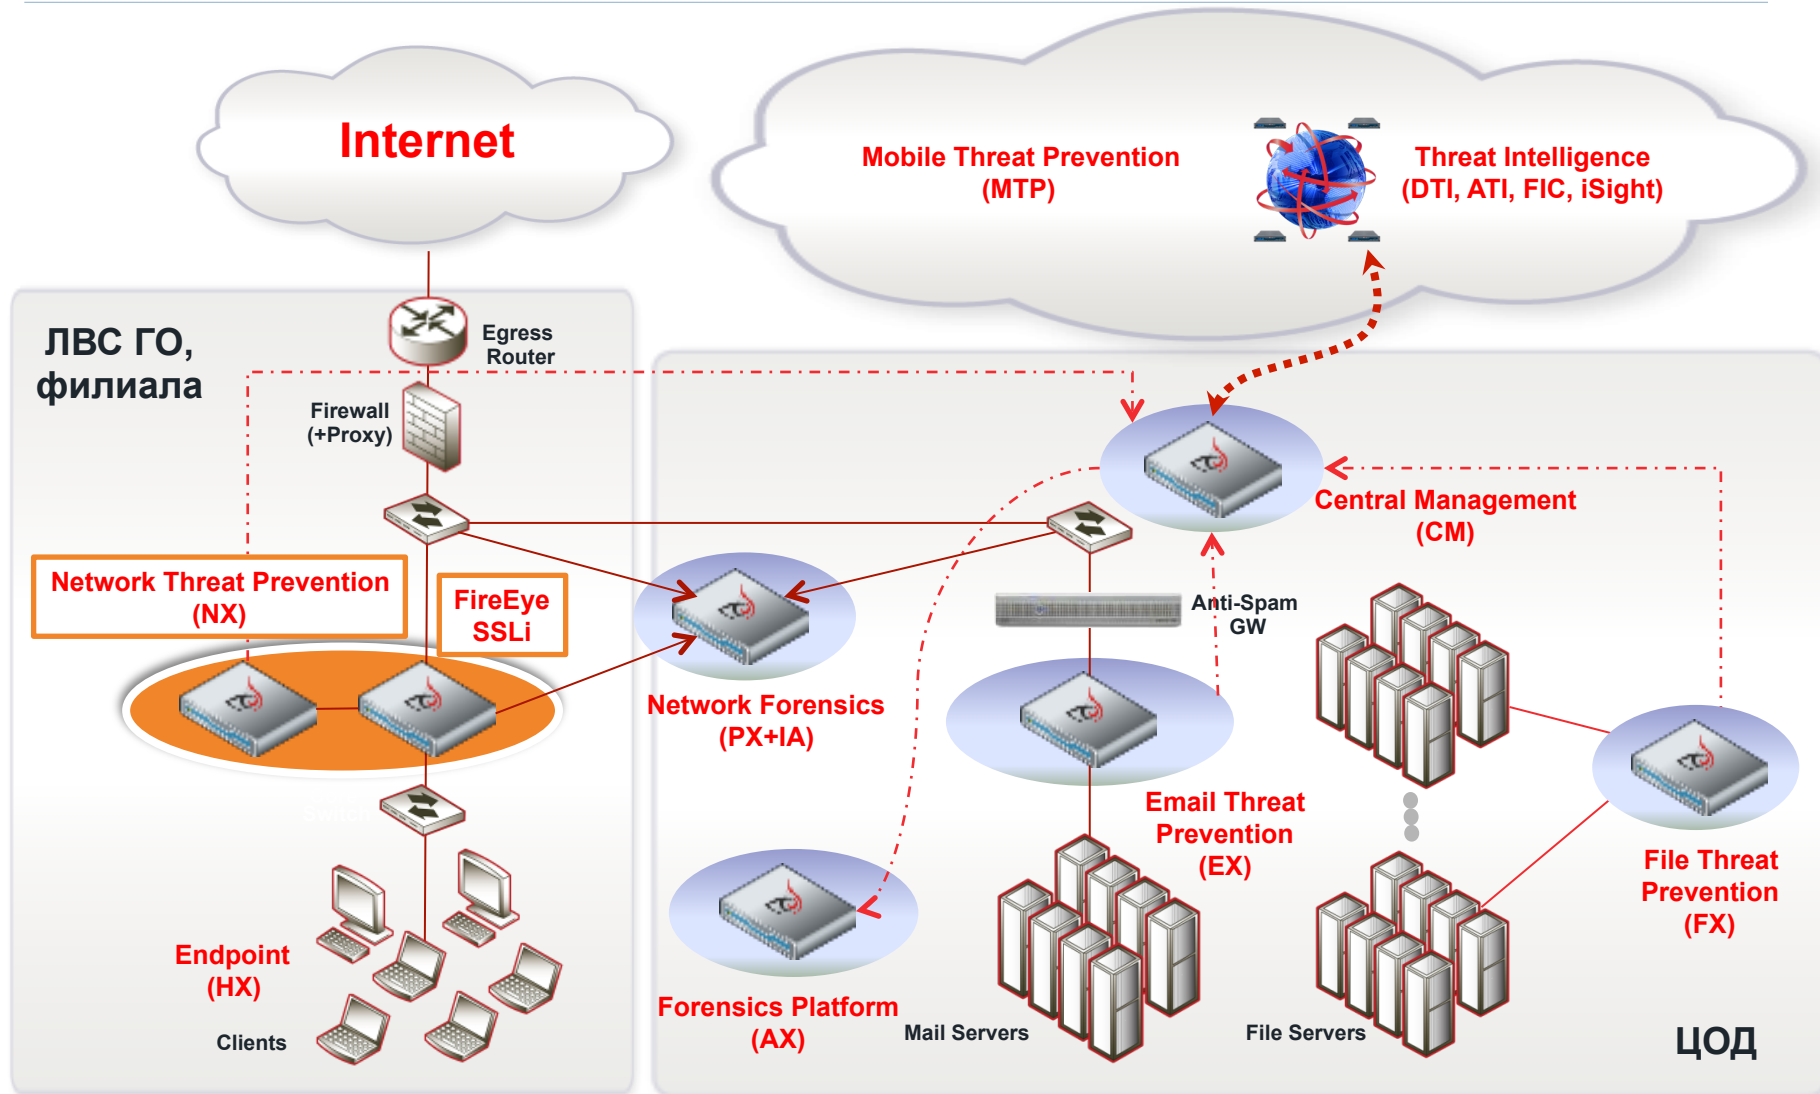 Internet
Mobile Threat Prevention
(MTP)
Threat Intelligence
(DTI, ATI, FIC, iSight)
ЛВС ГО,
филиала
Egress
Router
Firewall
(+Proxy)
Network Threat Prevention
(NX)
FireEye
SSLi
Central Management
(CM)
Anti-Spam
GW
Network Forensics
(PX+IA)
Switch
Email Threat
Prevention
(EX)
File Threat
Prevention
(FX)
Endpoint
(HX)
Clients
Forensics Platform
(AX)
Mail Servers
File Servers
ЦОД